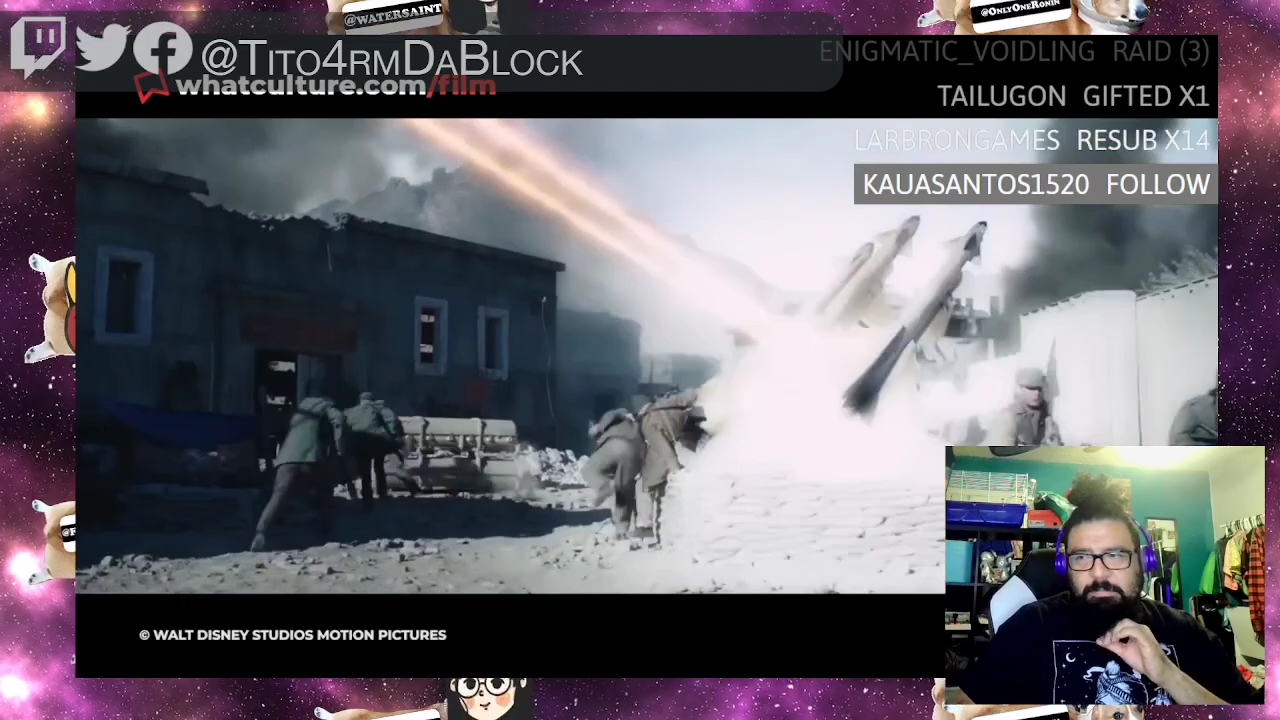 @WATERSAINT
@ONLYONERONIN
@TITO4RMDABLOCK
whatculture.com/film
ENIGMATIC_VOIDLING RAID (3)
TAILUGON GIFTED X1
LARBRONGAMES RESUB X14
KAUASANTOS1520 FOLLOW
© WALT DISNEY STUDIOS MOTION PICTURES